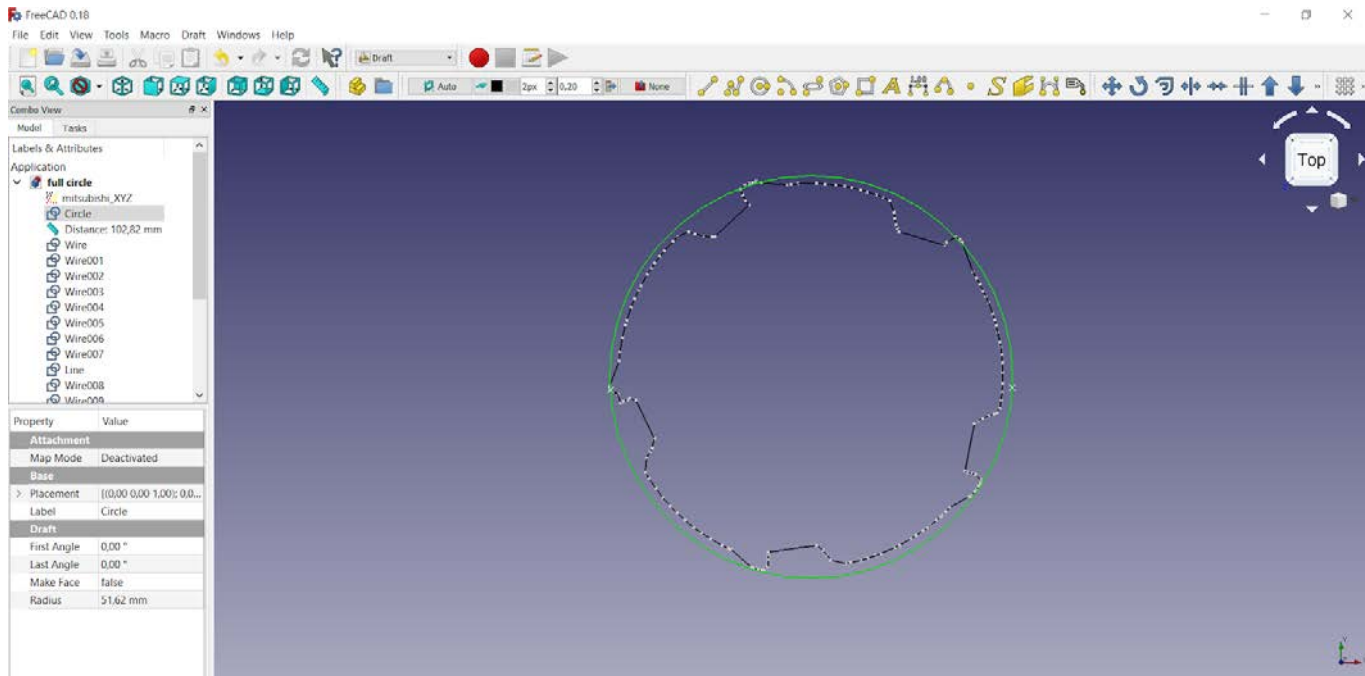 FreeCAD 0.18
File Edit View Tools Macro Draft Windows Help
Draft
Auto 2px 0,20 None
Combo View
Model Tasks
Labels & Attributes
Application
full circle
mitsubishi_XYZ
Circle
Distance: 102,82 mm
Wire
Wire001
Wire002
Wire003
Wire004
Wire005
Wire006
Wire007
Line
Wire008
Wire009
Property Value
Attachment
Map Mode Deactivated
Base
Placement [(0,00 0,00 1,00); 0,0...
Label Circle
Draft
First Angle 0,00 °
Last Angle 0,00 °
Make Face false
Radius 51,62 mm
Top